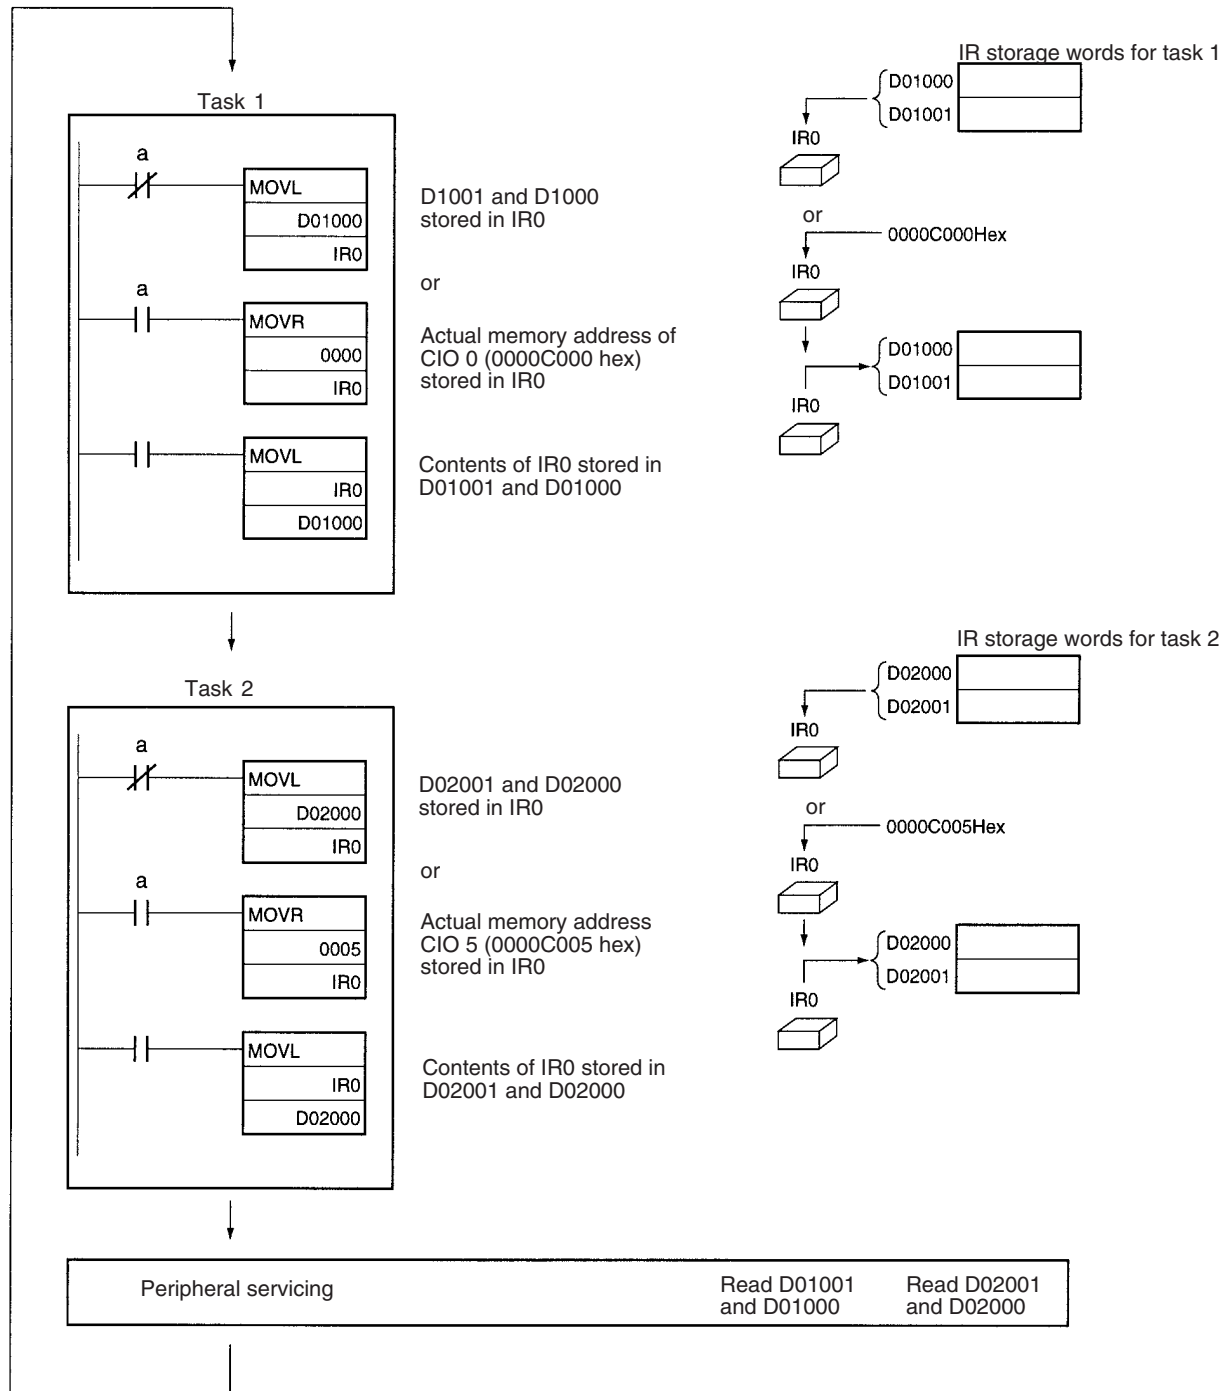 IR storage words for task 1
Task 1
D01000
D01001
IR0
a
MOVL
D01000
IR0
D1001 and D1000
stored in IR0
or
0000C000Hex
IR0
or
a
MOVR
0000
IR0
Actual memory address of
CIO 0 (0000C000 hex)
stored in IR0
D01000
D01001
IR0
MOVL
IR0
D01000
Contents of IR0 stored in
D01001 and D01000
IR storage words for task 2
Task 2
D02000
D02001
IR0
a
MOVL
D02000
IR0
D02001 and D02000
stored in IR0
or
0000C005Hex
IR0
or
a
MOVR
0005
IR0
Actual memory address
CIO 5 (0000C005 hex)
stored in IR0
D02000
D02001
IR0
MOVL
IR0
D02000
Contents of IR0 stored in
D02001 and D02000
Peripheral servicing
Read D01001
and D01000
Read D02001
and D02000